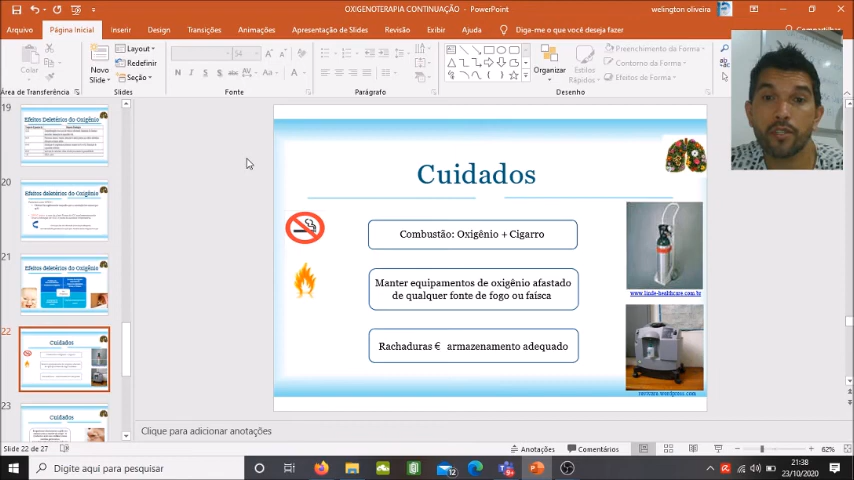 OXIGENOTERAPIA CONTINUAÇÃO - PowerPoint
welington oliveira
Arquivo
Página Inicial
Inserir
Design
Transições
Animações
Apresentação de Slides
Revisão
Exibir
Ajuda
Diga-me o que você deseja fazer
Compartilhar
Colar
Novo
Slide
Layout
Redefinir
Seção
54
Organizar
Estilos
Rápidos
Preenchimento da Forma
Contorno da Forma
Efeitos de Forma
Área de Transferência
Slides
Fonte
Parágrafo
Desenho
19
Efeitos Deletérios do Oxigênio
20
Efeitos deletérios do Oxigênio
21
Efeitos deletérios do Oxigênio
22
Cuidados
23
Cuidados
Cuidados
Combustão: Oxigênio + Cigarro
Manter equipamentos de oxigênio afastado
de qualquer fonte de fogo ou faísca
Rachaduras € armazenamento adequado
www.linde-healthcare.com.br
Clique para adicionar anotações
Slide 22 de 27
Anotações
Comentários
62%
Digite aqui para pesquisar
12
21:38
23/10/2020